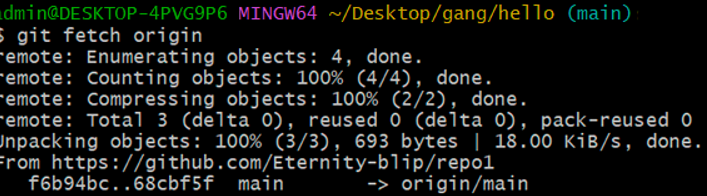 admin@DESKTOP-4PVG9P6 MINGW64 ~/Desktop/gang/hello (main)
$ git fetch origin
remote: Enumerating objects: 4, done.
remote: Counting objects: 100% (4/4), done.
remote: Compressing objects: 100% (2/2), done.
remote: Total 3 (delta 0), reused 0 (delta 0), pack-reused 0
Unpacking objects: 100% (3/3), 693 bytes | 18.00 KiB/s, done.
From https://github.com/Eternity-blip/repo1
   f6b94bc..68cbf5f  main       -> origin/main